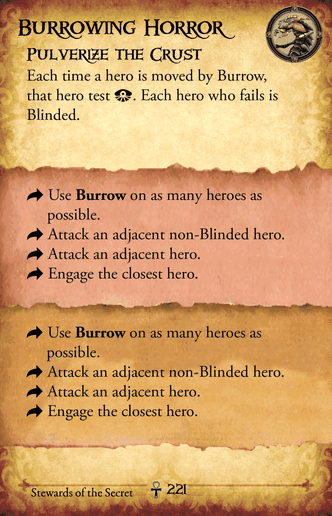 Burrowing Horror
Pulverize the Crust
Each time a hero is moved by Burrow,
that hero test . Each hero who fails is
Blinded.
Use Burrow on as many heroes as
possible.
Attack an adjacent non-Blinded hero.
Attack an adjacent hero.
Engage the closest hero.
Use Burrow on as many heroes as
possible.
Attack an adjacent non-Blinded hero.
Attack an adjacent hero.
Engage the closest hero.
Stewards of the Secret 221